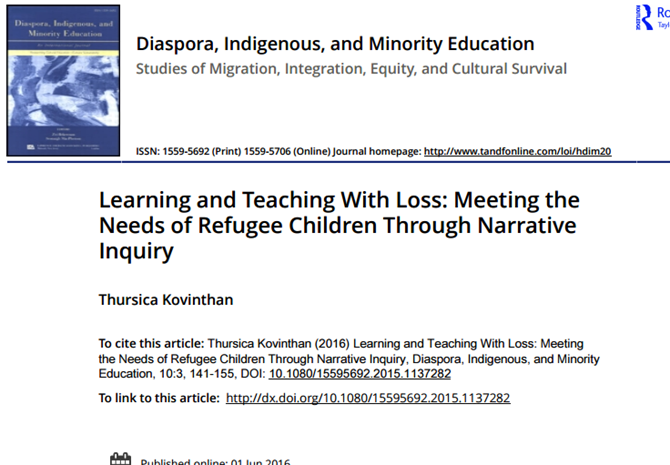 Diaspora, Indigenous, and
Minority Education
Diaspora, Indigenous, and Minority Education
Studies of Migration, Integration, Equity, and Cultural Survival
ISSN: 1559-5692 (Print) 1559-5706 (Online) Journal homepage: http://www.tandfonline.com/loi/hdim20
ROUTLEDGE
Ro
Tayl
Learning and Teaching With Loss: Meeting the
Needs of Refugee Children Through Narrative
Inquiry
Thursica Kovinthan
To cite this article: Thursica Kovinthan (2016) Learning and Teaching With Loss: Meeting
the Needs of Refugee Children Through Narrative Inquiry, Diaspora, Indigenous, and Minority
Education, 10:3, 141-155, DOI: 10.1080/15595692.2015.1137282
To link to this article: http://dx.doi.org/10.1080/15595692.2015.1137282
Published online: 01 Jun 2016